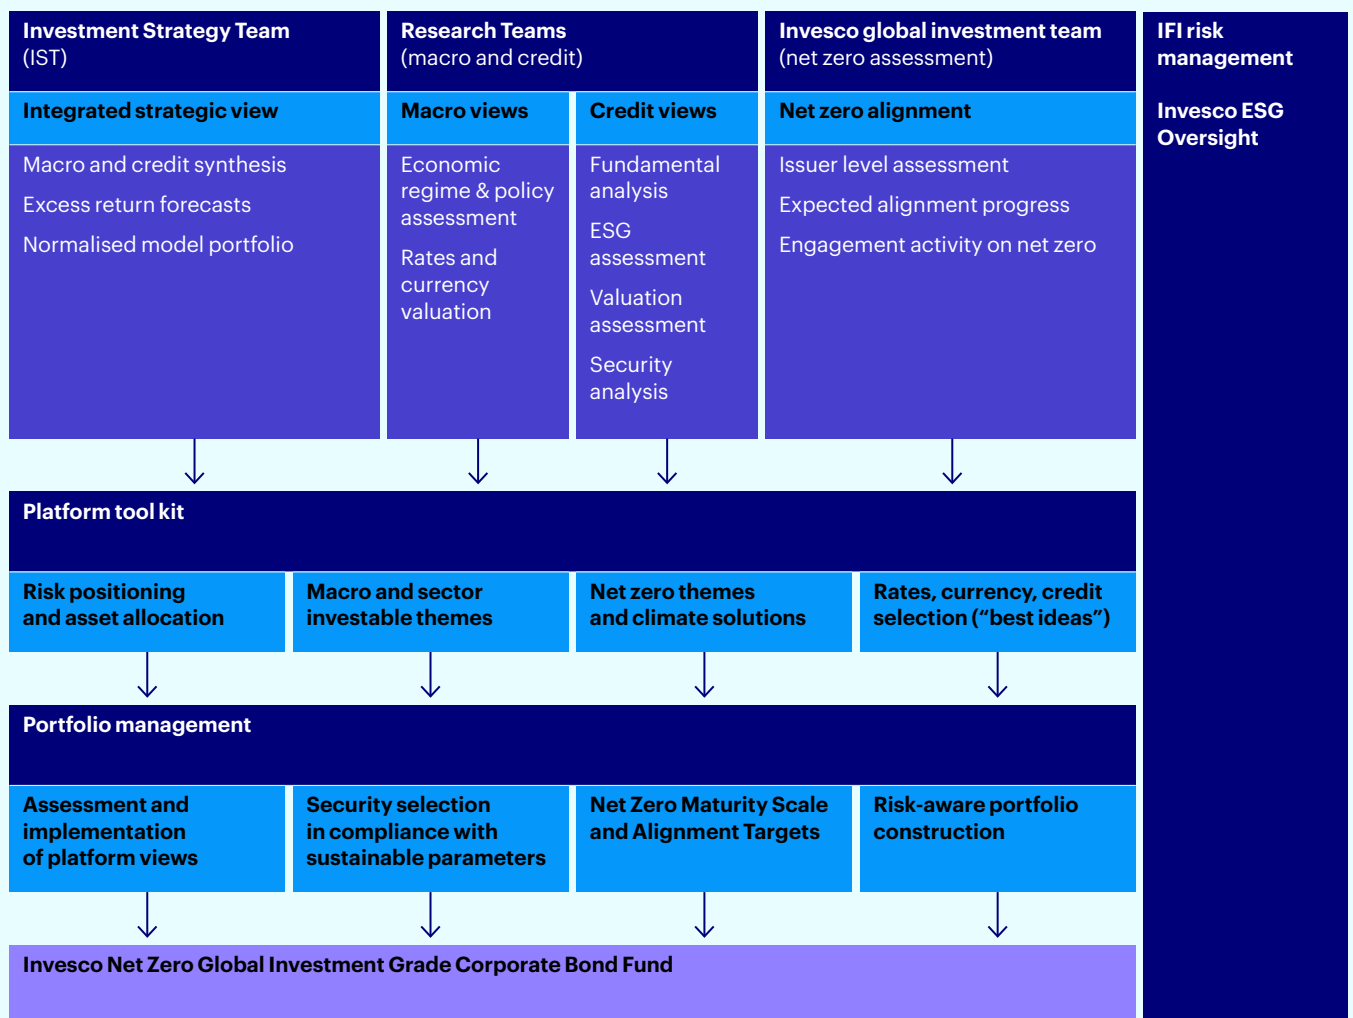 Investment Strategy Team
(IST)
Research Teams
(macro and credit)
Invesco global investment team
(net zero assessment)
IFI risk
management
Invesco ESG
Oversight
Integrated strategic view
Macro and credit synthesis
Excess return forecasts
Normalised model portfolio
Macro views
Economic
regime & policy
assessment
Rates and
currency
valuation
Credit views
Fundamental
analysis
ESG
assessment
Valuation
assessment
Security
analysis
Net zero alignment
Issuer level assessment
Expected alignment progress
Engagement activity on net zero
Platform tool kit
Risk positioning
and asset allocation
Macro and sector
investable themes
Net zero themes
and climate solutions
Rates, currency, credit
selection (“best ideas”)
Portfolio management
Assessment and
implementation
of platform views
Security selection
in compliance with
sustainable parameters
Net Zero Maturity Scale
and Alignment Targets
Risk-aware portfolio
construction
Invesco Net Zero Global Investment Grade Corporate Bond Fund